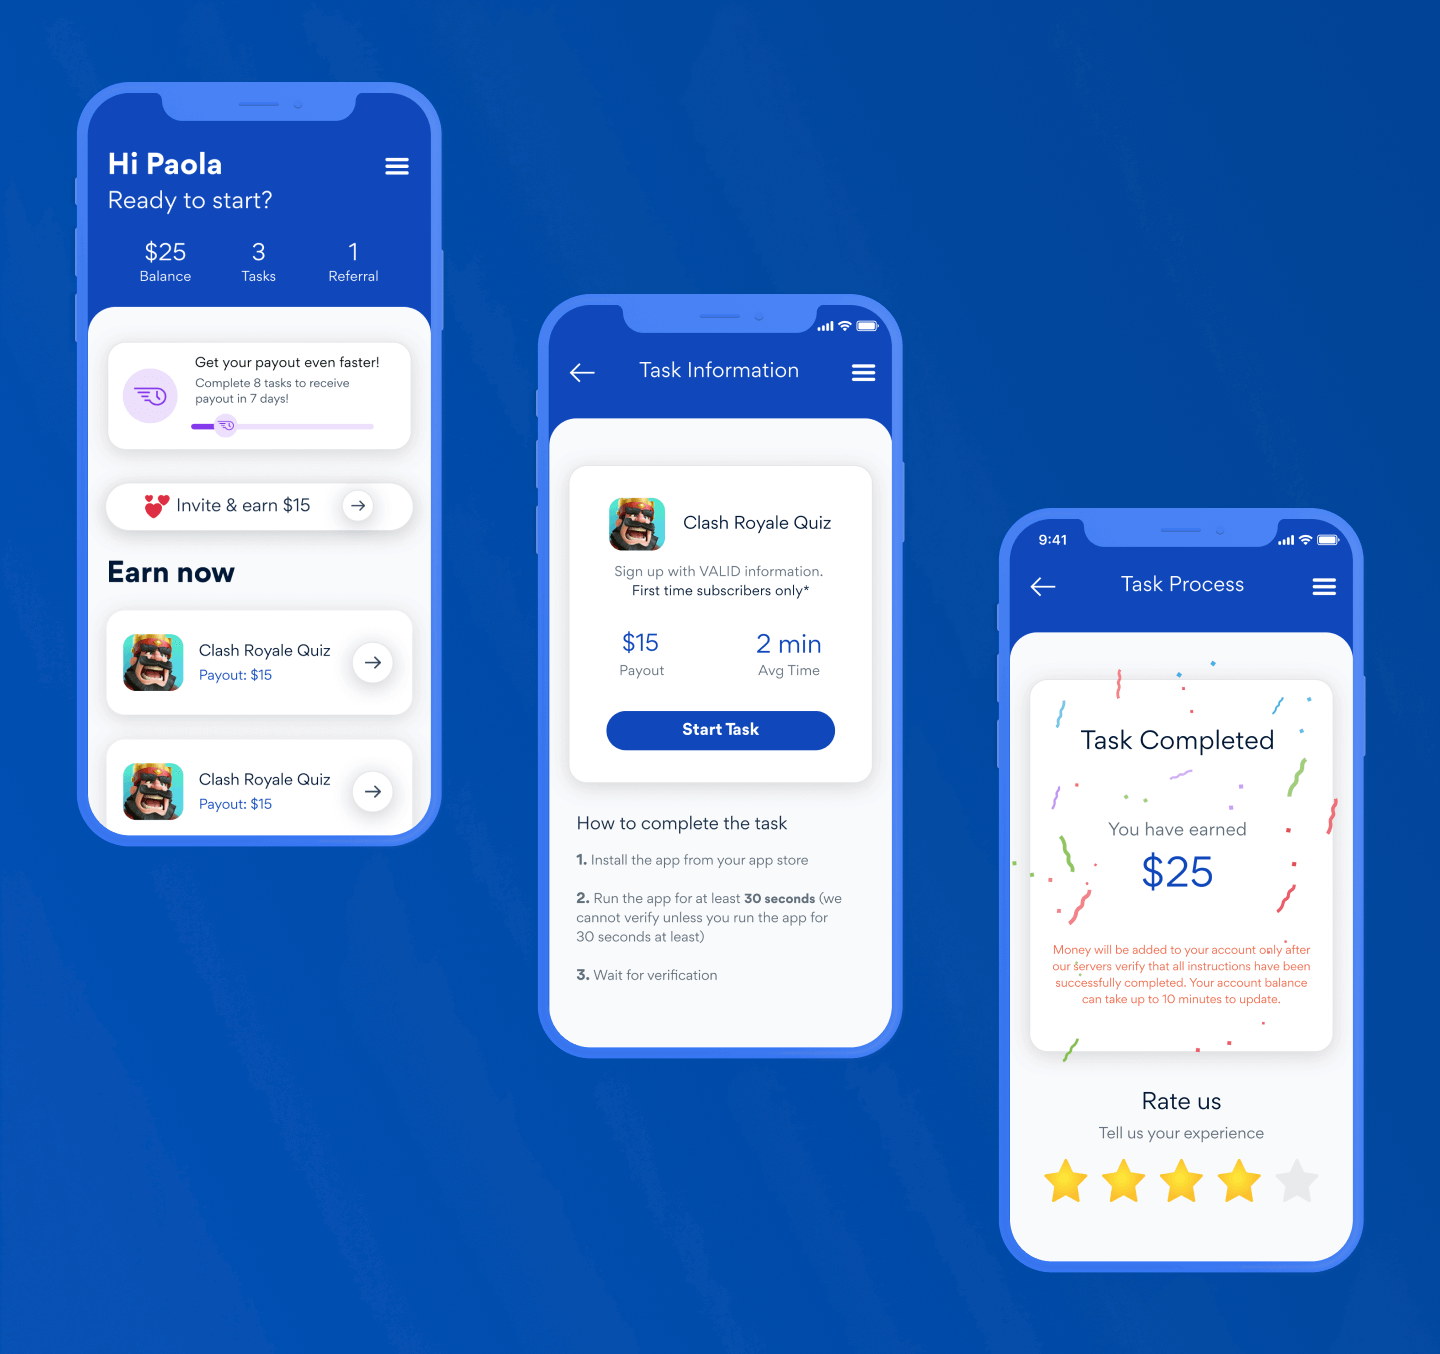 Hi Paola
Ready to start?
$25
Balance
3
Tasks
1
Referral
Get your payout even faster!
Complete 8 tasks to receive
payout in 7 days!
Invite & earn $15
Earn now
Clash Royale Quiz
Payout: $15
Clash Royale Quiz
Payout: $15
Task Information
Clash Royale Quiz
Sign up with VALID information.
First time subscribers only*
$15
Payout
2 min
Avg Time
Start Task
How to complete the task
1. Install the app from your app store
2. Run the app for at least 30 seconds (we
cannot verify unless you run the app for
30 seconds at least)
3. Wait for verification
9:41
Task Process
Task Completed
You have earned
$25
Money will be added to your account only after
our servers verify that all instructions have been
successfully completed. Your account balance
can take up to 10 minutes to update.
Rate us
Tell us your experience